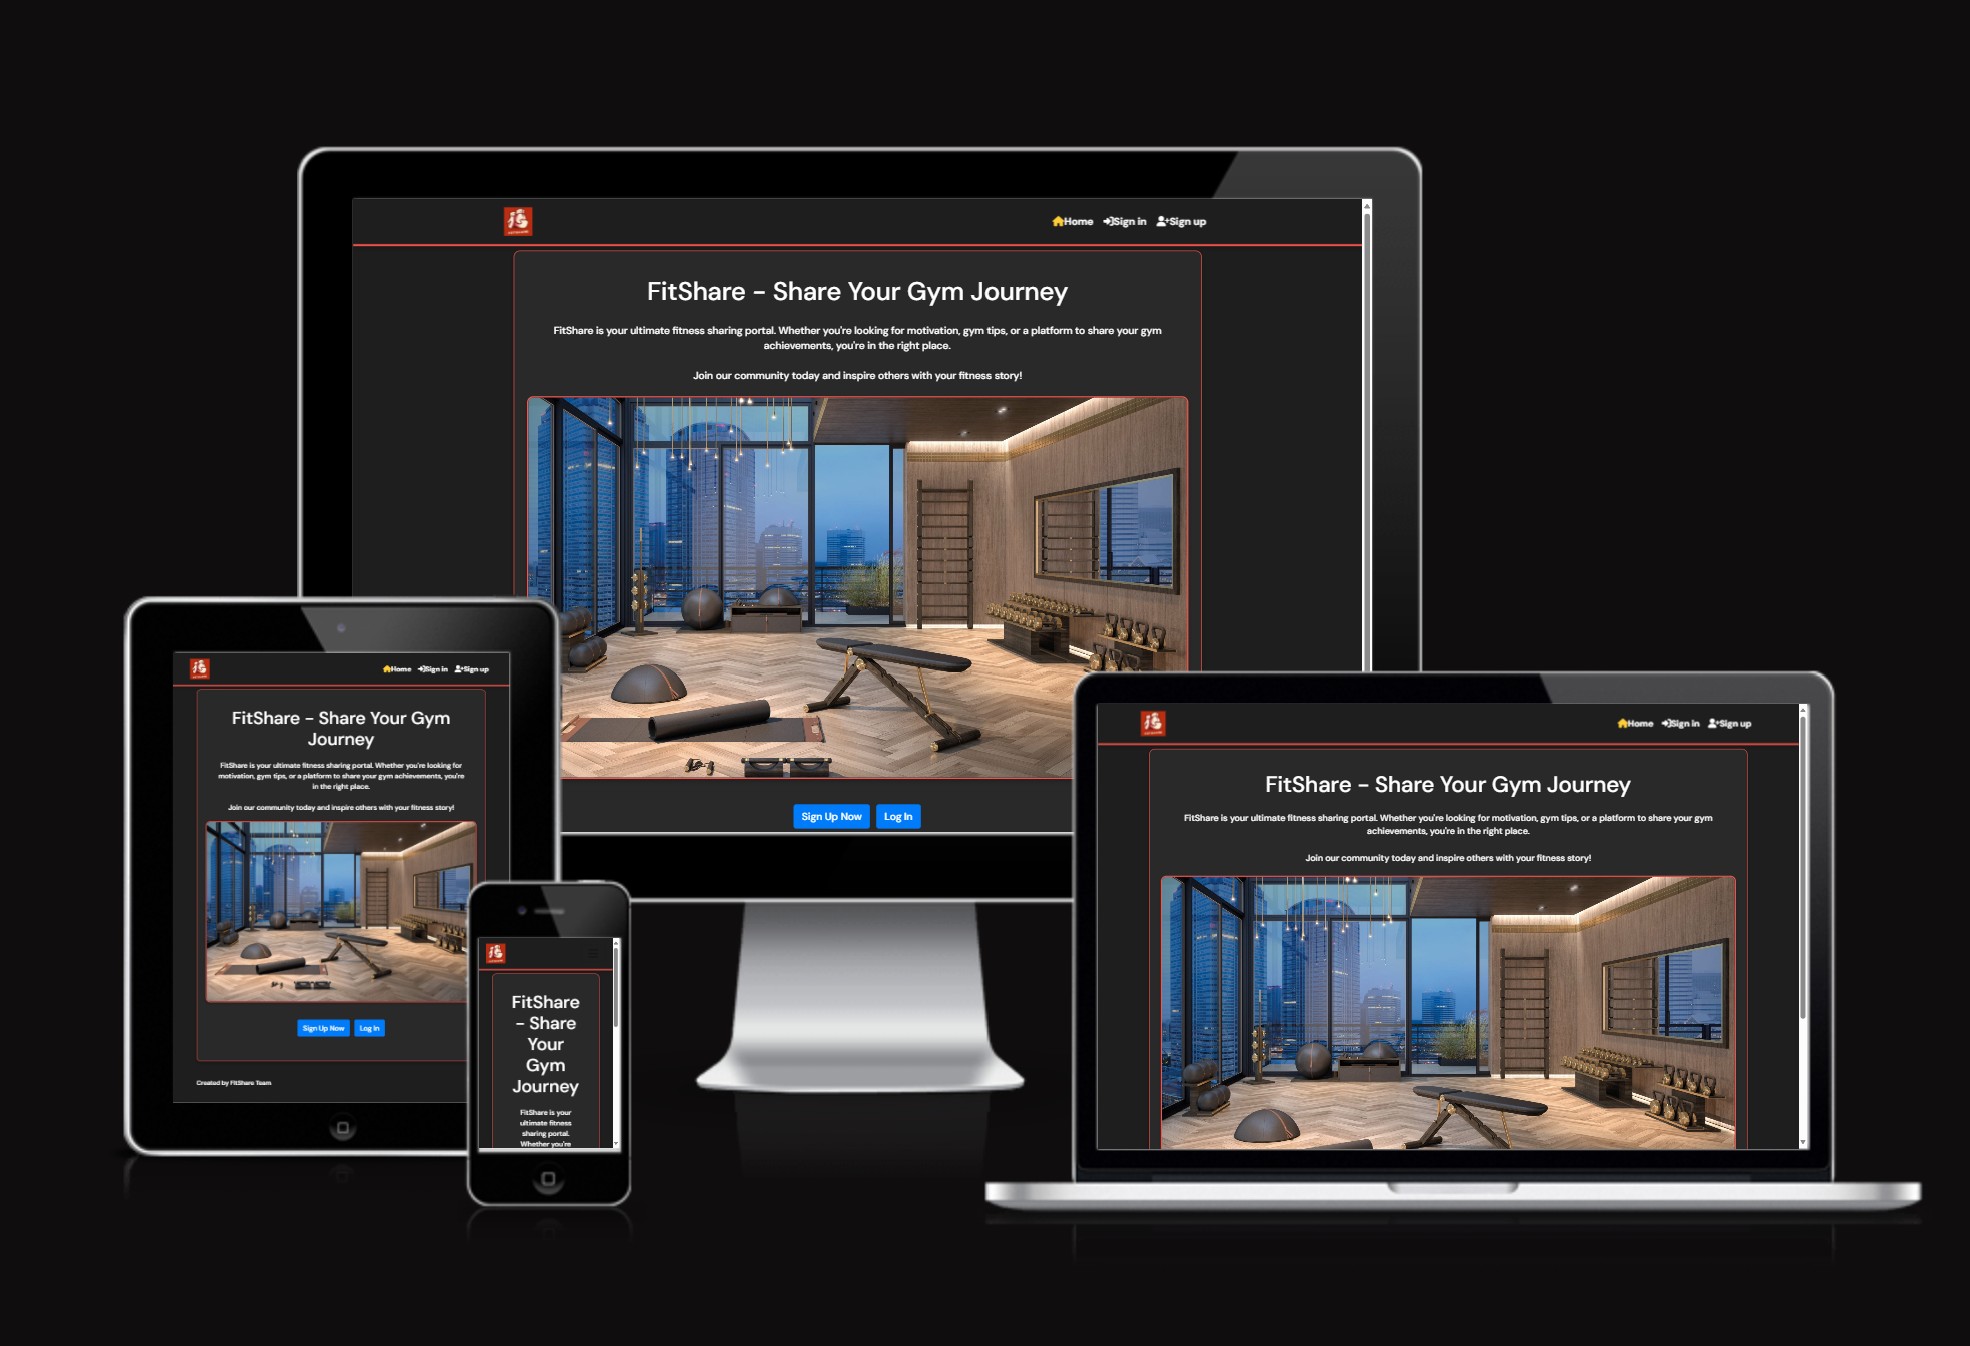 Home Sign in Sign up
FitShare - Share Your Gym Journey
FitShare is your ultimate fitness sharing portal. Whether you're looking for motivation, gym tips, or a platform to share your gym
achievements, you're in the right place.
Join our community today and inspire others with your fitness story!
Sign Up Now Log In
Home Sign in Sign up
FitShare - Share Your Gym
Journey
FitShare is your ultimate fitness sharing portal. Whether you're looking for
motivation, gym tips, or a platform to share your gym achievements, you're
in the right place.
Join our community today and inspire others with your fitness story!
Sign Up Now Log In
Created by FitShare Team
FitShare
- Share
Your
Gym
Journey
FitShare is your
ultimate fitness
sharing portal.
Whether you're
Home Sign in Sign up
FitShare - Share Your Gym Journey
FitShare is your ultimate fitness sharing portal. Whether you're looking for motivation, gym tips, or a platform to share your gym
achievements, you're in the right place.
Join our community today and inspire others with your fitness story!